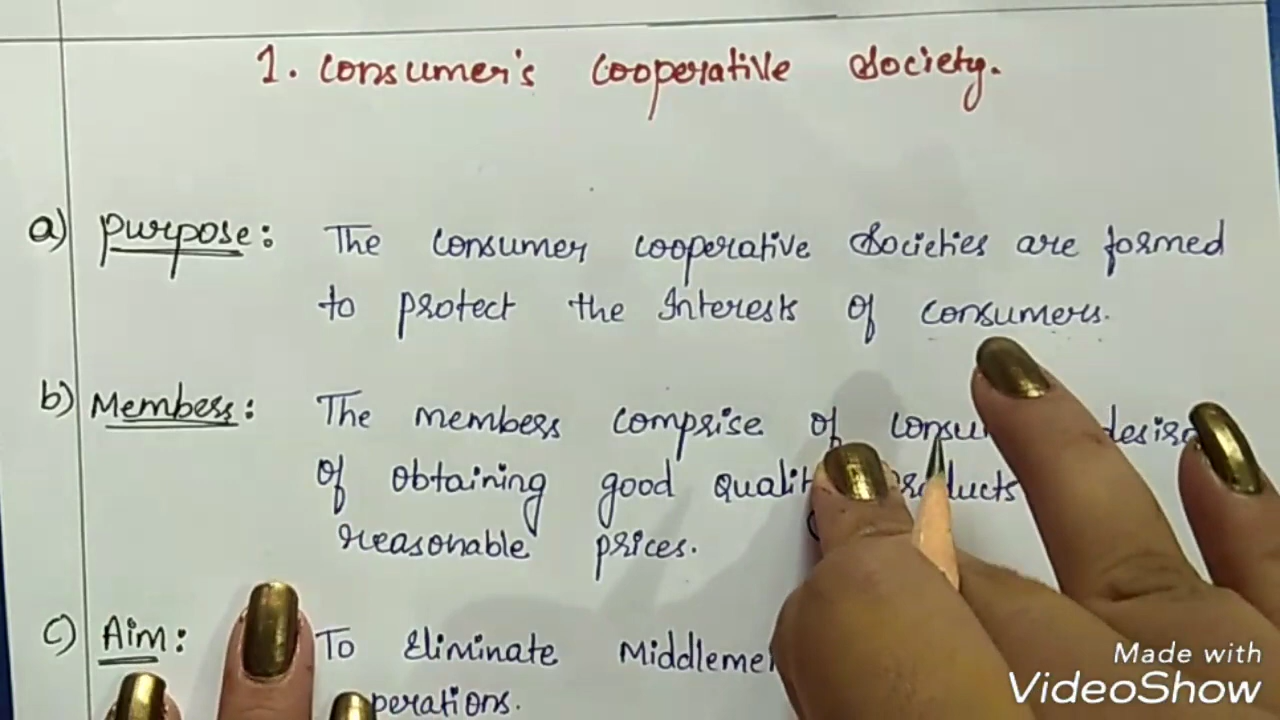 1. Consumer's Cooperative Society.
a) Purpose: The Consumer Cooperative Societies are formed
to protect the Interests of consumers.
b) Members: The members comprise of
of obtaining good products
reasonable prices.
c) Aim: To Eliminate
Made with
VideoShow